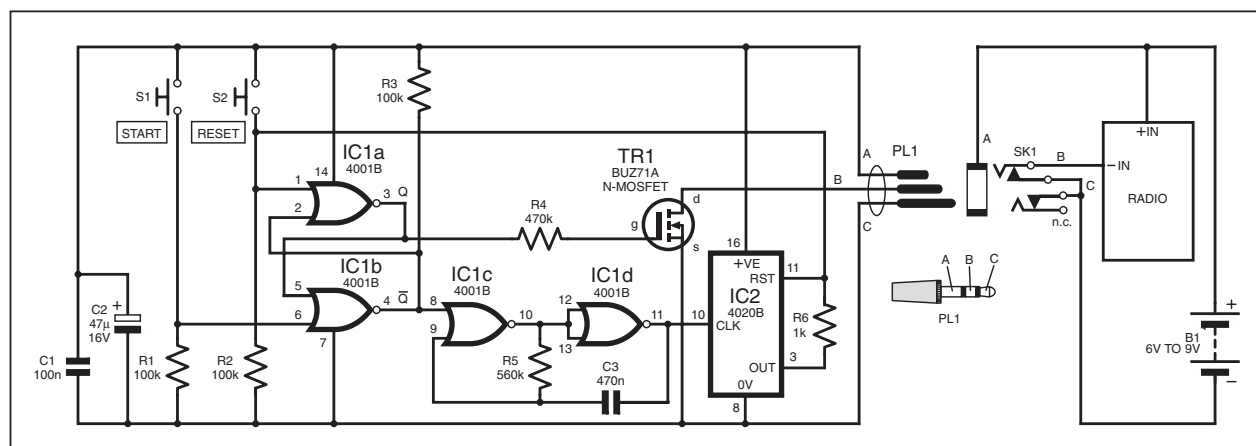 S1
START
S2
RESET
R3
100k
IC1a
4001B
14
1
2
3
Q
TR1
BUZ71A
N-MOSFET
d
g
s
R4
470k
IC1b
4001B
5
6
4
Q̅
7
IC1c
4001B
8
9
10
IC1d
4001B
12
13
11
R5
560k
C3
470n
16
+VE
RST
11
IC2
4020B
10
CLK
R6
1k
OUT
3
0V
8
C2
+
47µ
16V
C1
100n
R1
100k
R2
100k
PL1
A
B
C
A
SK1
B
C
n.c.
+IN
−IN
RADIO
A
B
C
PL1
+
B1
6V TO 9V
−